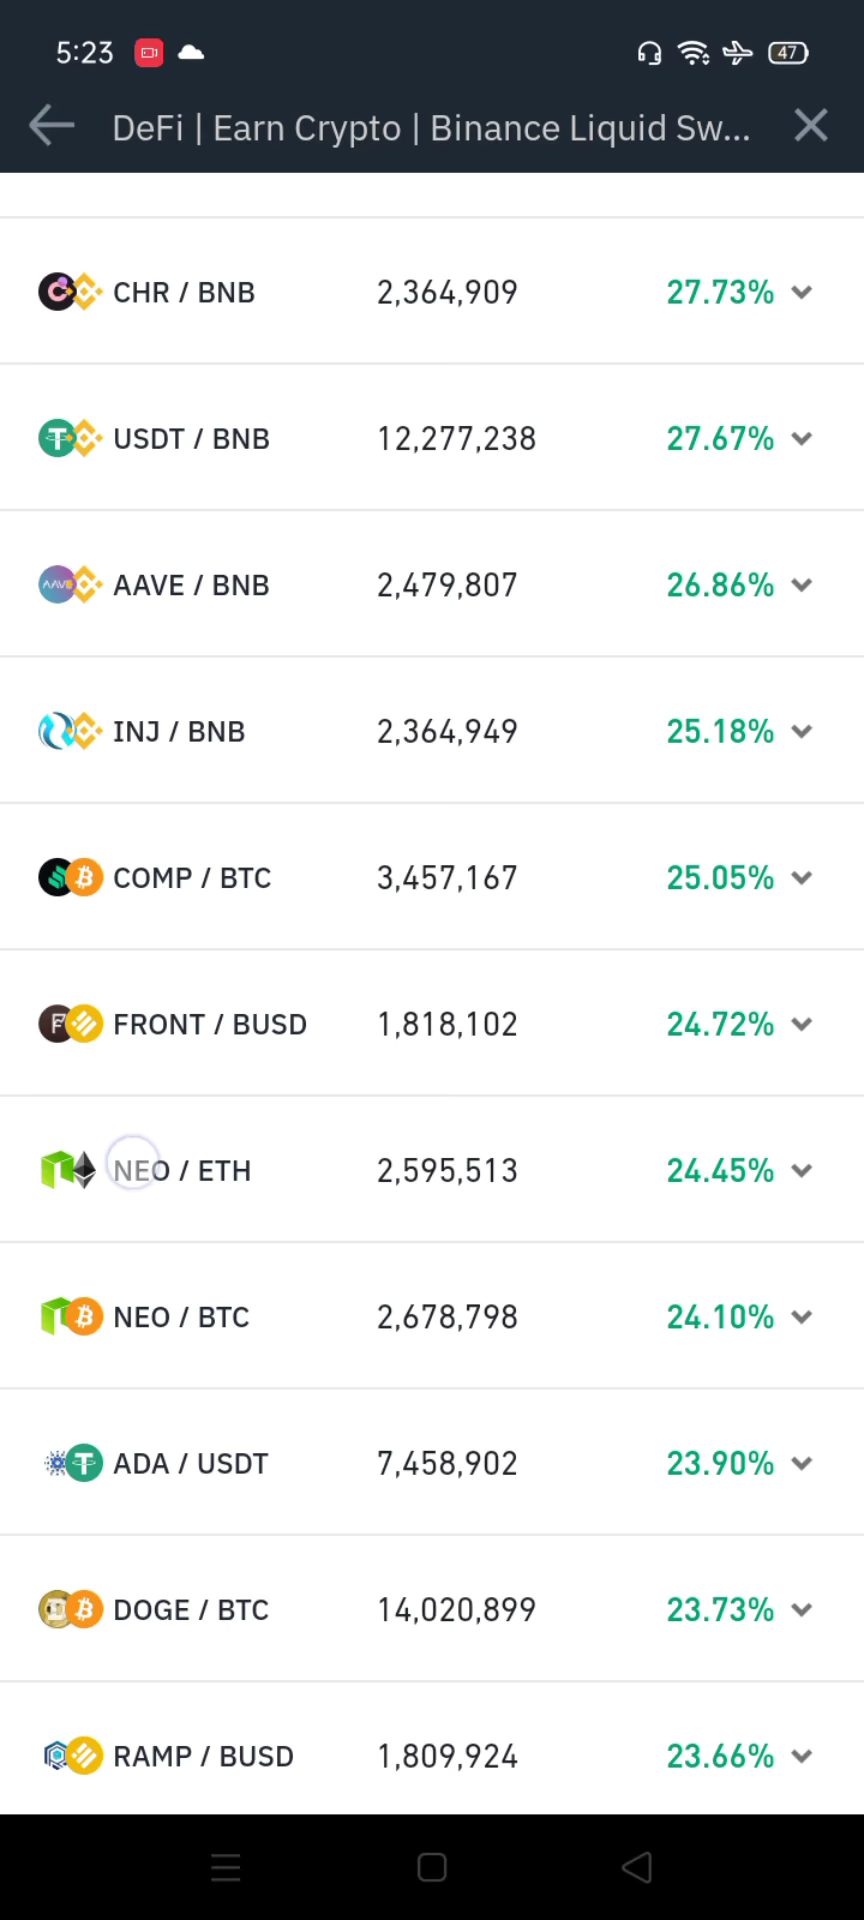 5:23
47
DeFi | Earn Crypto | Binance Liquid Sw...
CHR / BNB 2,364,909 27.73%
USDT / BNB 12,277,238 27.67%
AAVE / BNB 2,479,807 26.86%
INJ / BNB 2,364,949 25.18%
COMP / BTC 3,457,167 25.05%
FRONT / BUSD 1,818,102 24.72%
NEO / ETH 2,595,513 24.45%
NEO / BTC 2,678,798 24.10%
ADA / USDT 7,458,902 23.90%
DOGE / BTC 14,020,899 23.73%
RAMP / BUSD 1,809,924 23.66%